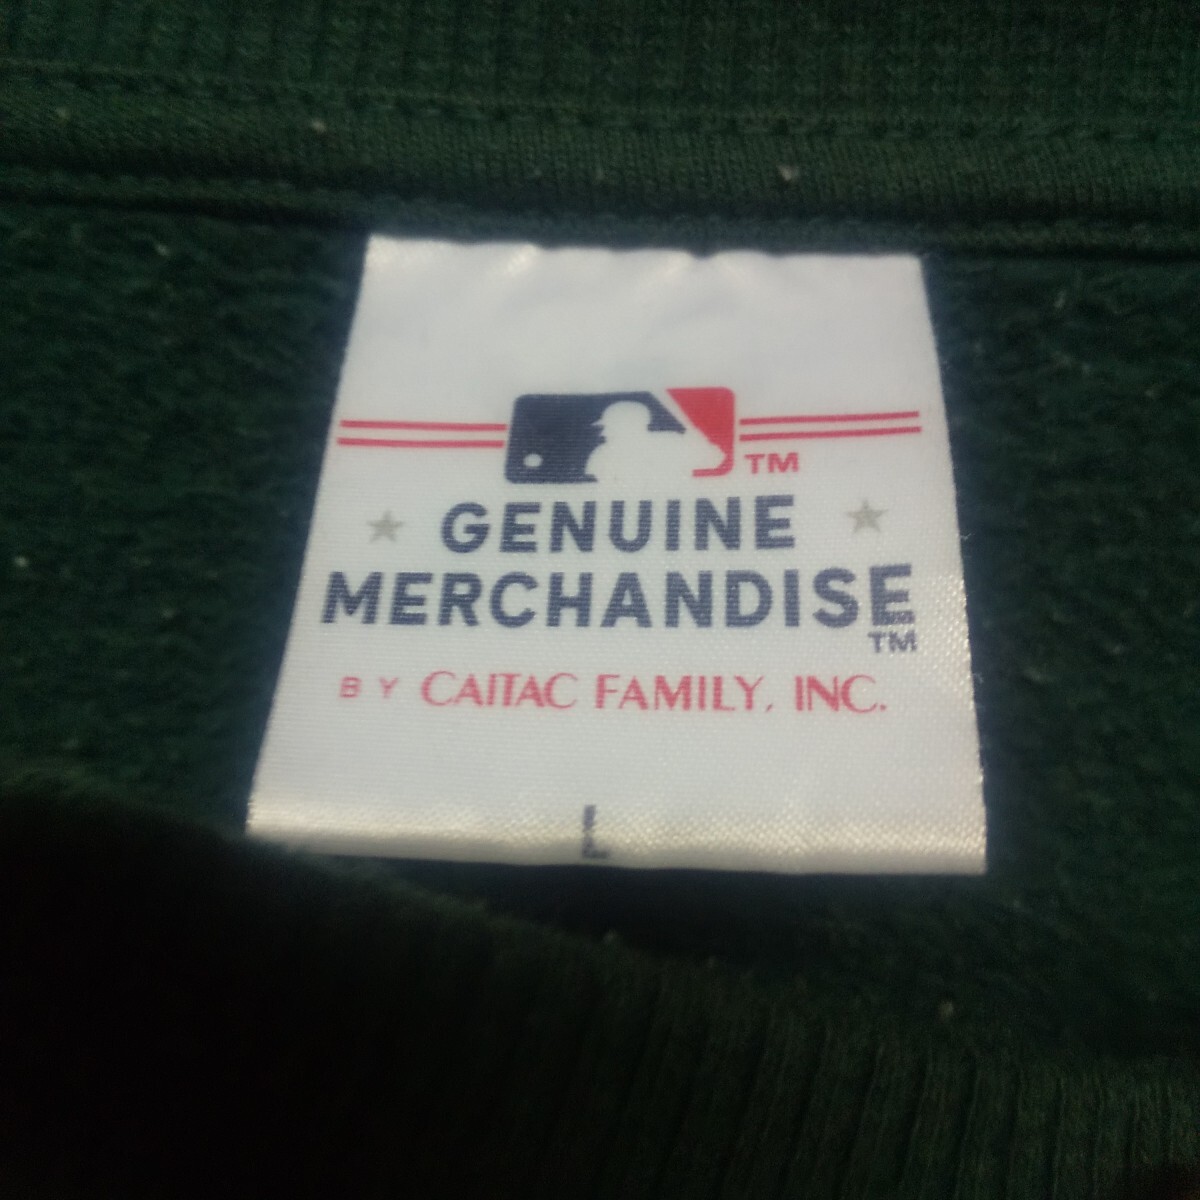 TM
GENUINE
MERCHANDISE
TM
BY CAITAC FAMILY, INC.
L